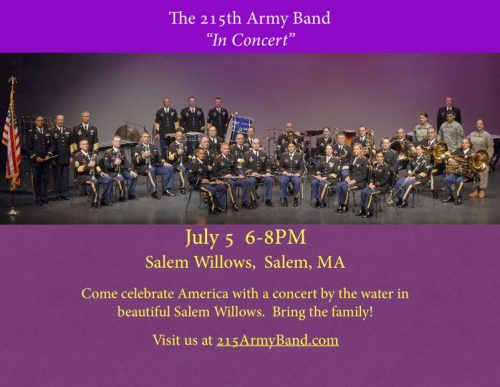 The 215th Army Band
“In Concert”
July 5 6-8PM
Salem Willows, Salem, MA
Come celebrate America with a concert by the water in
beautiful Salem Willows. Bring the family!
Visit us at 215ArmyBand.com